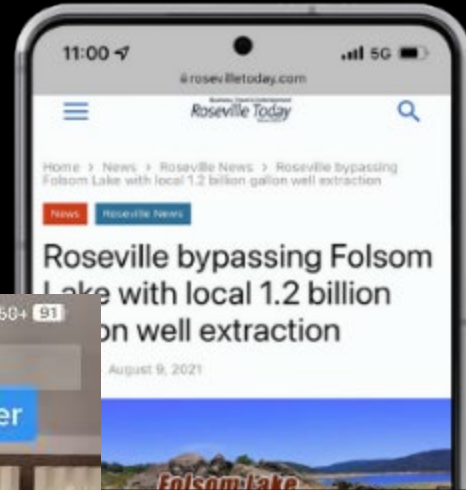 11:00
5G
rosevilletoday.com
Roseville Today
Home > News > Roseville News > Roseville bypassing
Folsom Lake with local 1.2 billion gallon well extraction
News Roseville News
Roseville bypassing Folsom
Lake with local 1.2 billion
on well extraction
August 9, 2021
Folsom Lake
5G+ 91
er